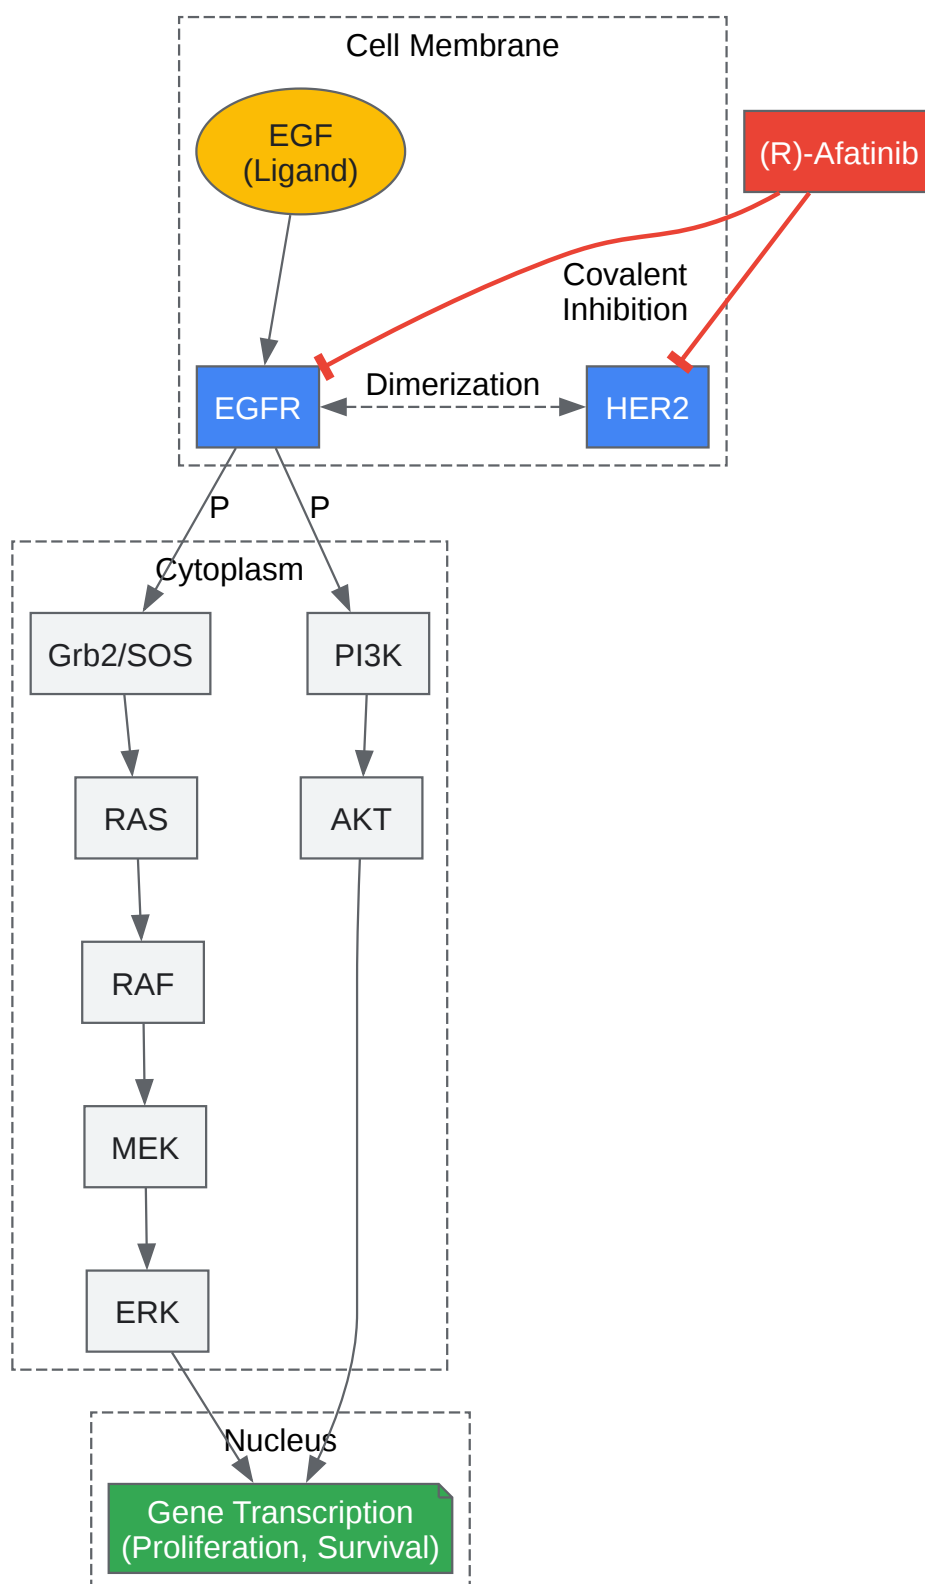 Cell Membrane
EGF
(Ligand)
(R)-Afatinib
Covalent
Inhibition
Dimerization
EGFR
HER2
P
P
Cytoplasm
Grb2/SOS
PI3K
RAS
AKT
RAF
MEK
ERK
Nucleus
Gene Transcription
(Proliferation, Survival)